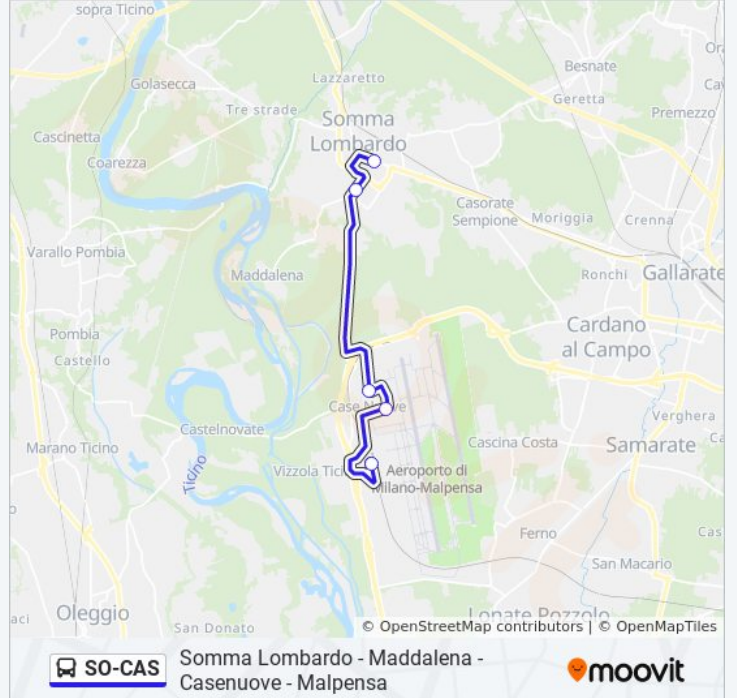 sopra Ticino
Golasecca
Lazzaretto
Besnate
Geretta
Tre strade
Somma
Lombardo
Premezzo
Cascinetta
Coarezza
Casorate
Sempione
Moriggia
Crenna
Varallo Pombia
Maddalena
Ronchi
Gallarate
Pombia
Castello
Cardano
al Campo
Verghera
Castelnovate
Marano Ticino
Cascina Costa
Samarate
Ticino
Aeroporto di
Milano-Malpensa
Ferno
San Macario
Oleggio
San Donato
Lonate Pozzolo
© OpenStreetMap contributors | © OpenMapTiles
SO-CAS
Somma Lombardo - Maddalena -
Casenuove - Malpensa
moovit